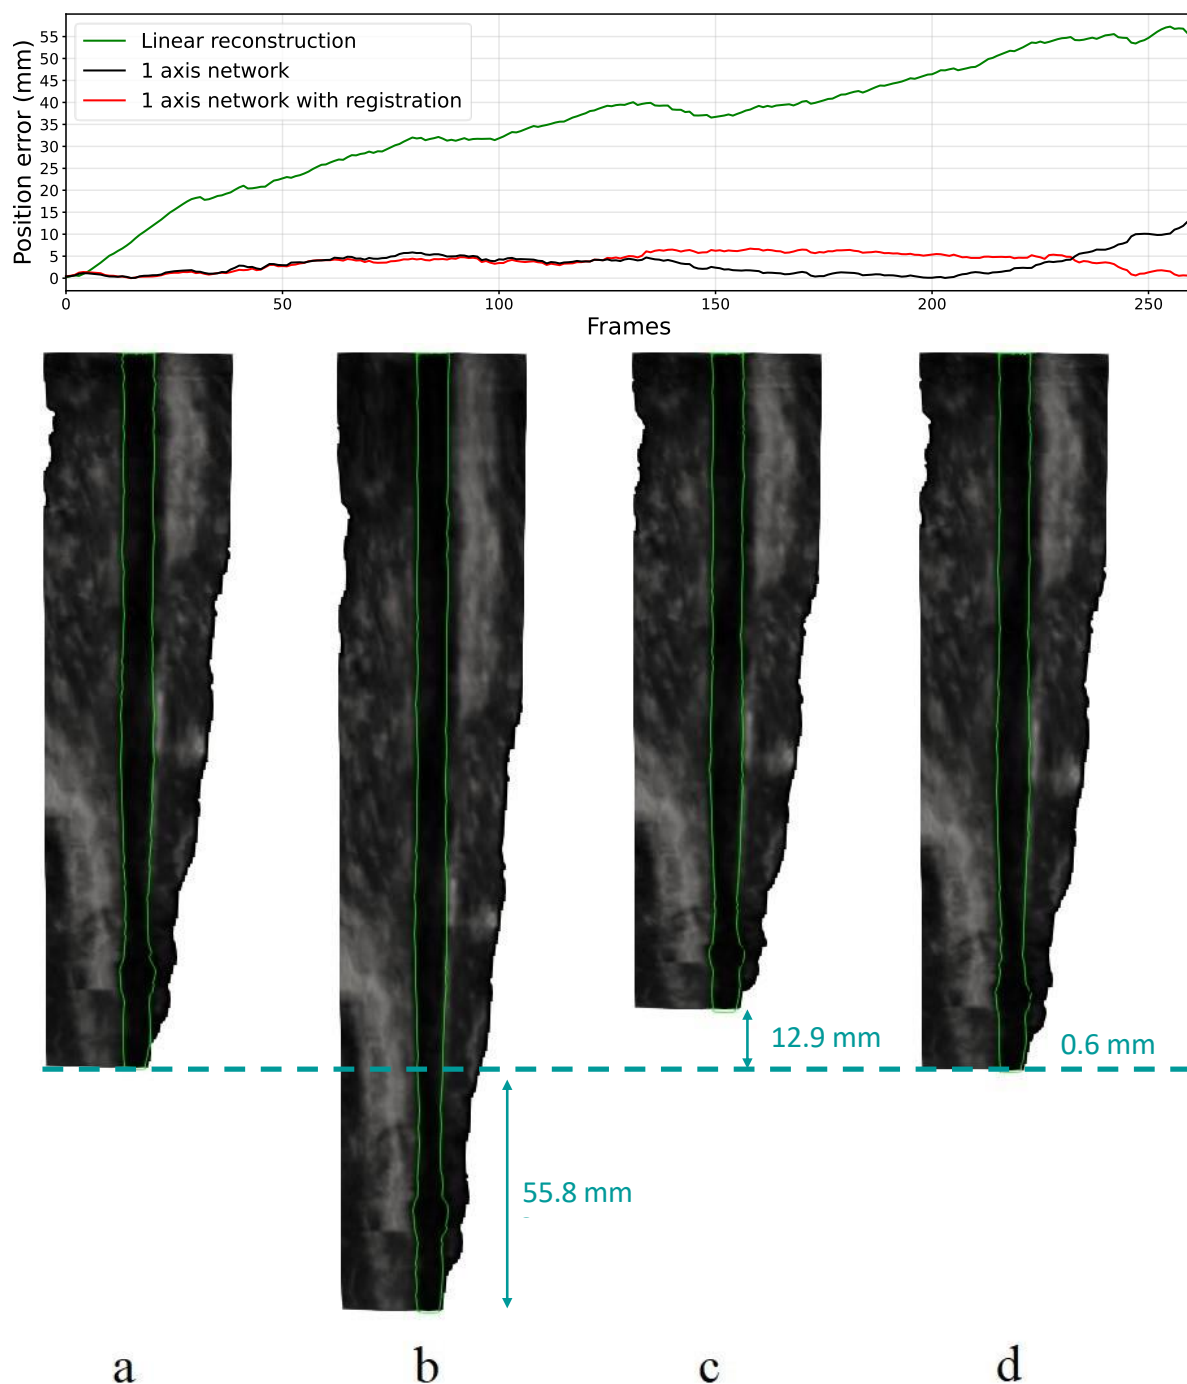 Position error (mm)
55
50
45
40
35
30
25
20
15
10
5
0
Linear reconstruction
1 axis network
1 axis network with registration
0 50 100 150 200 250
Frames
12.9 mm
0.6 mm
55.8 mm
a b c d